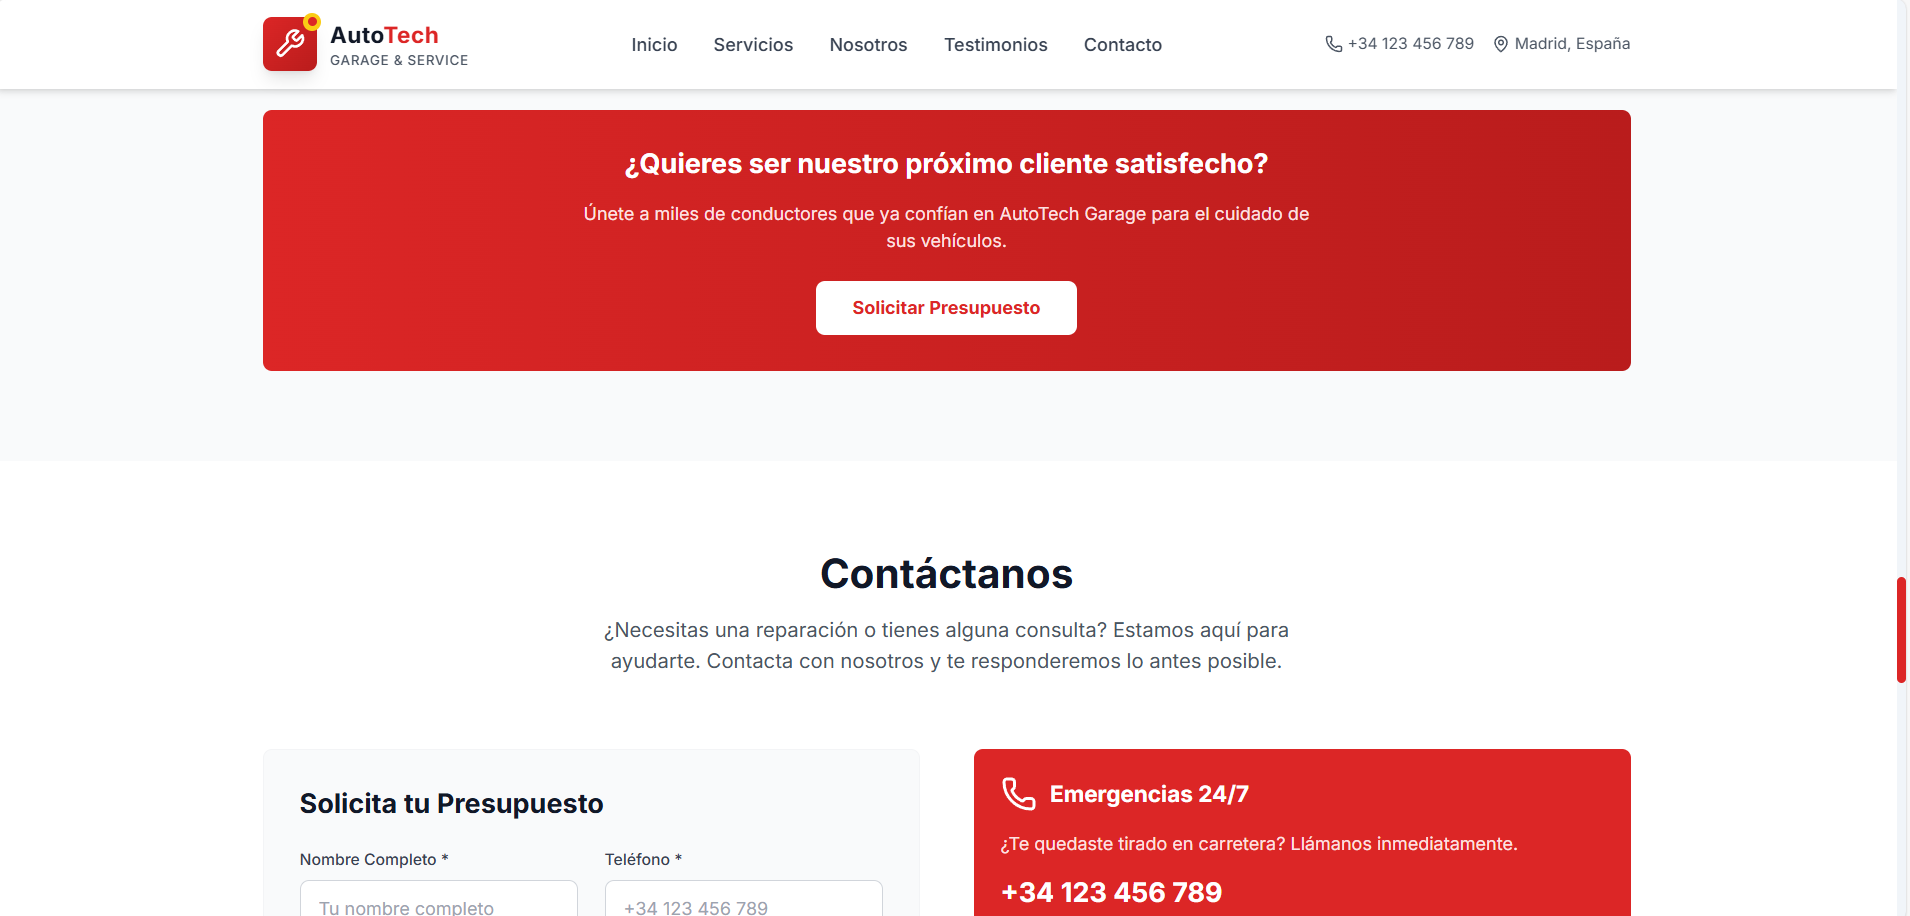 AutoTech
GARAGE & SERVICE
Inicio
Servicios
Nosotros
Testimonios
Contacto
+34 123 456 789
Madrid, España
¿Quieres ser nuestro próximo cliente satisfecho?
Únete a miles de conductores que ya confían en AutoTech Garage para el cuidado de
sus vehículos.
Solicitar Presupuesto
Contáctanos
¿Necesitas una reparación o tienes alguna consulta? Estamos aquí para
ayudarte. Contacta con nosotros y te responderemos lo antes posible.
Solicita tu Presupuesto
Nombre Completo *
Teléfono *
Tu nombre completo
+34 123 456 789
Emergencias 24/7
¿Te quedaste tirado en carretera? Llámanos inmediatamente.
+34 123 456 789